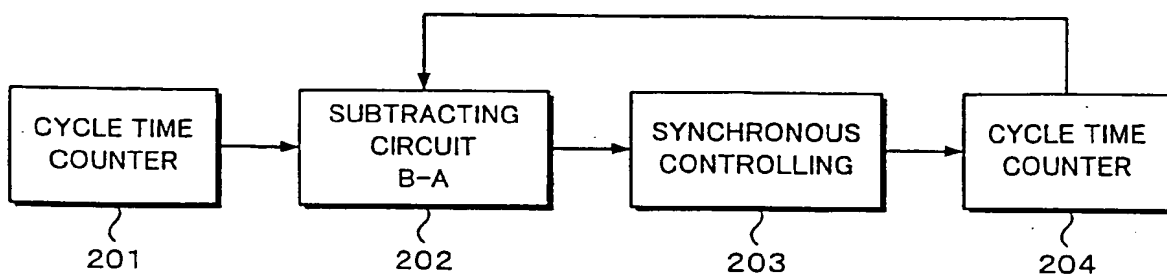 CYCLE TIME
COUNTER
SUBTRACTING
CIRCUIT
B-A
SYNCHRONOUS
CONTROLLING
CYCLE TIME
COUNTER
201
202
203
204